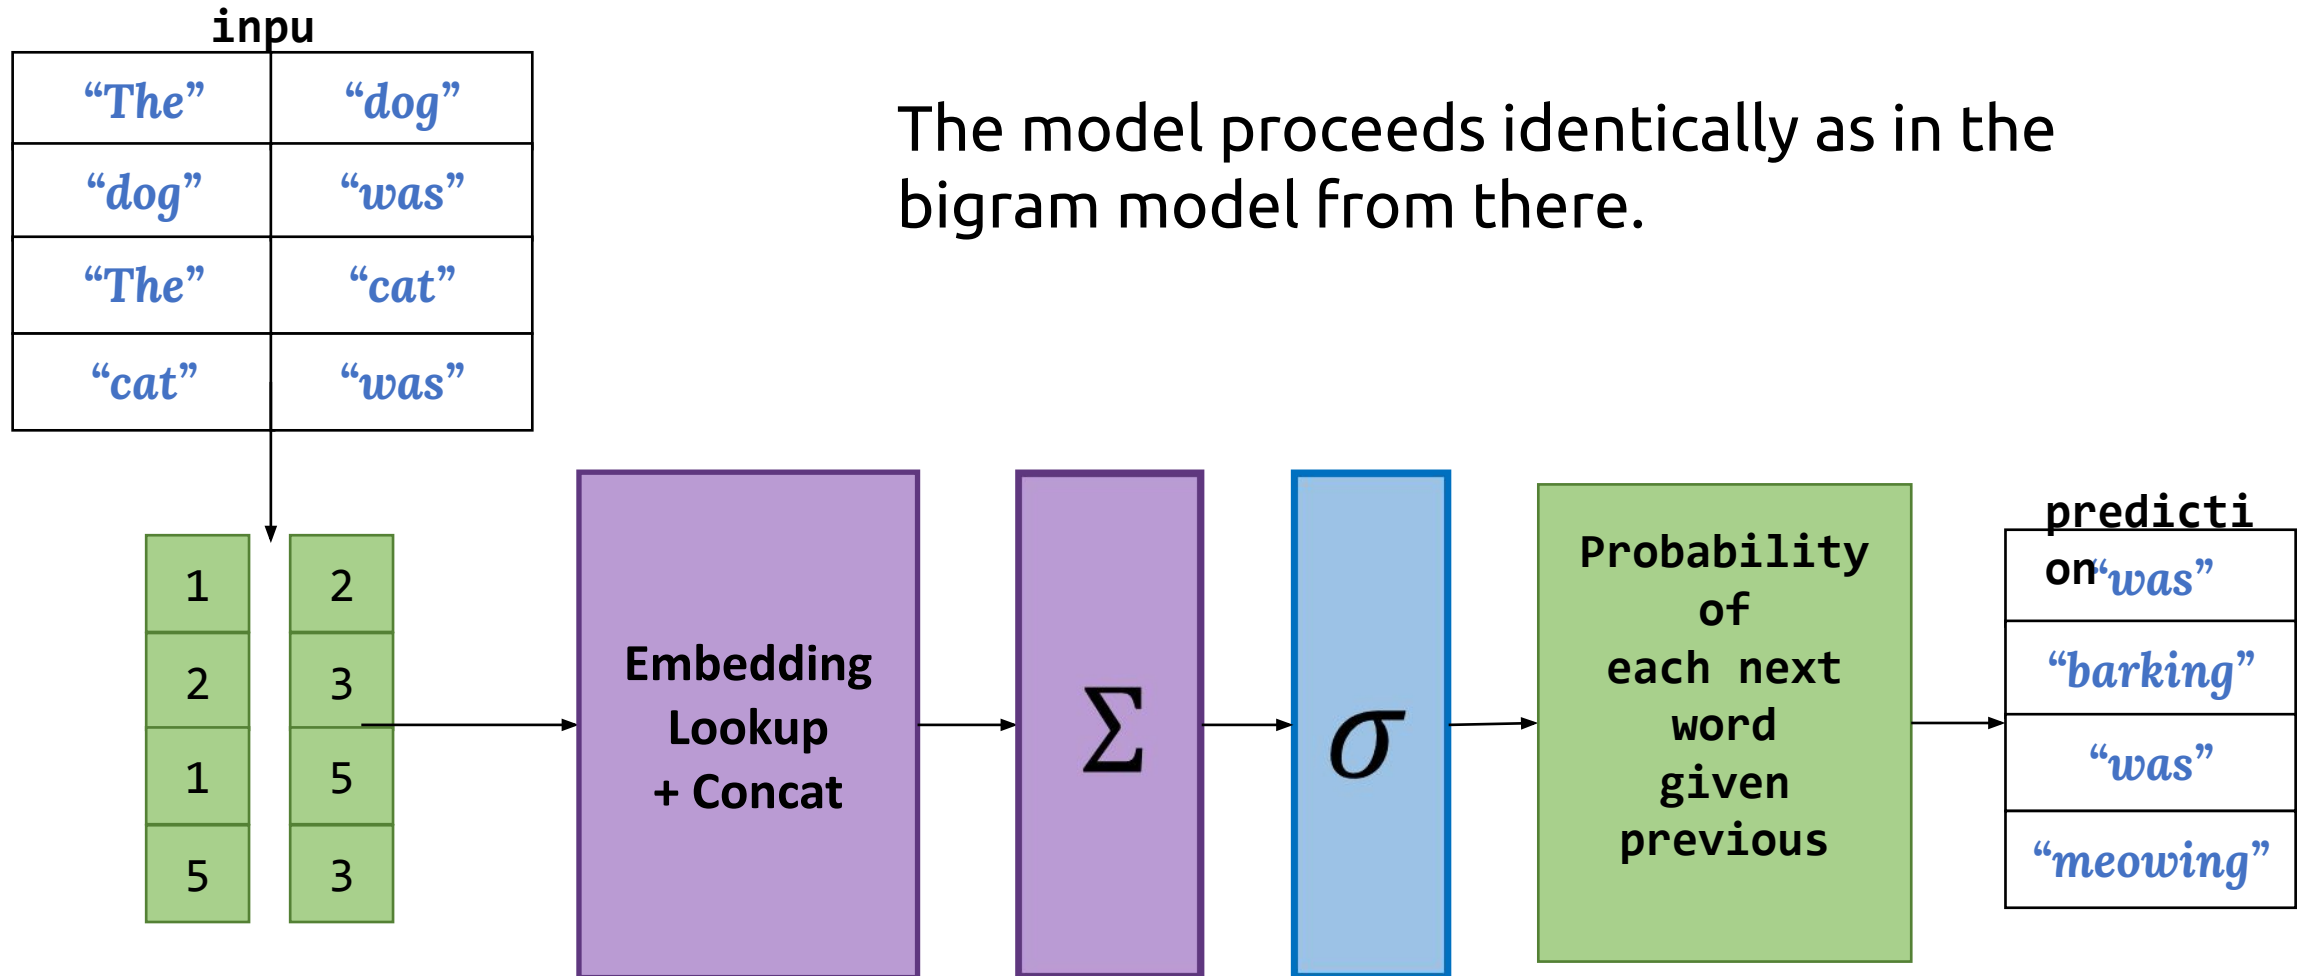 inpu
“The” “dog”
“dog” “was”
“The” “cat”
“cat” “was”
The model proceeds identically as in the
bigram model from there.
1 2
2 3
1 5
5 3
Embedding
Lookup
+ Concat
Σ
σ
Probability
of
each next
word
given
previous
predicti
on
“was”
“barking”
“was”
“meowing”